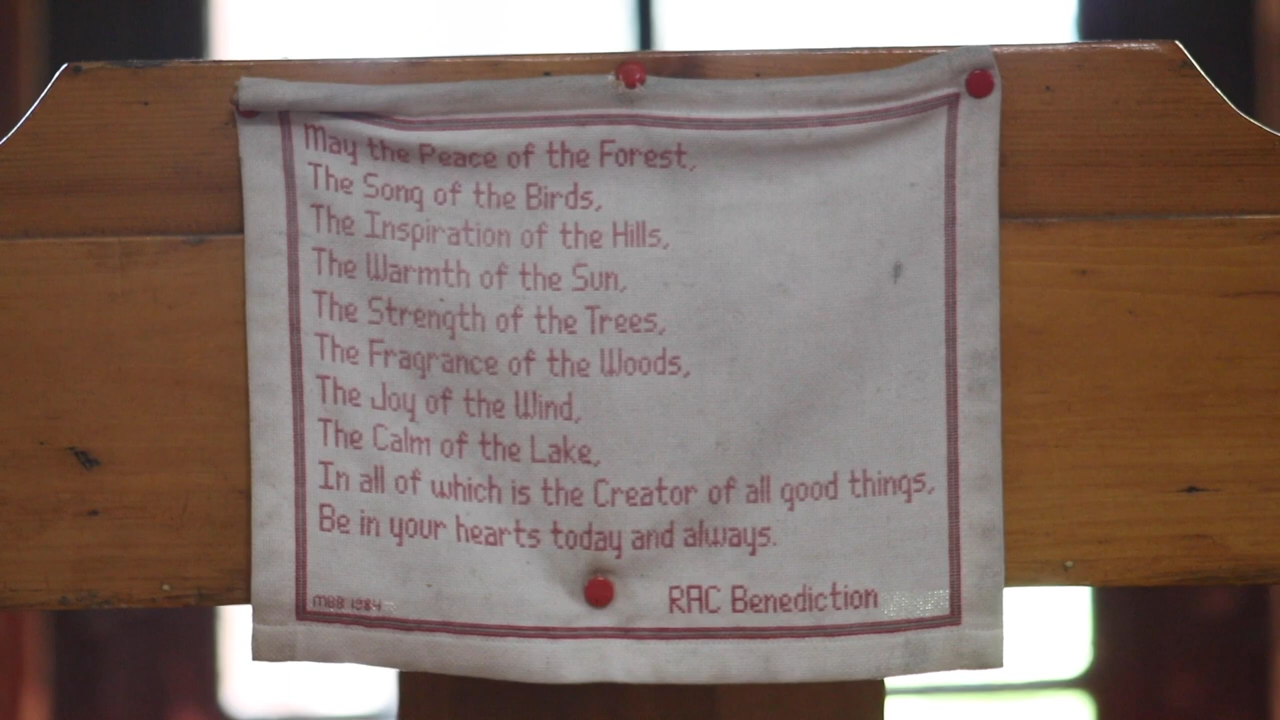 May the Peace of the Forest,
The Song of the Birds,
The Inspiration of the Hills,
The Warmth of the Sun,
The Strength of the Trees,
The Fragrance of the Woods,
The Joy of the Wind,
The Calm of the Lake,
In all of which is the Creator of all good things,
Be in your hearts today and always.
MBB 1984
RAC Benediction